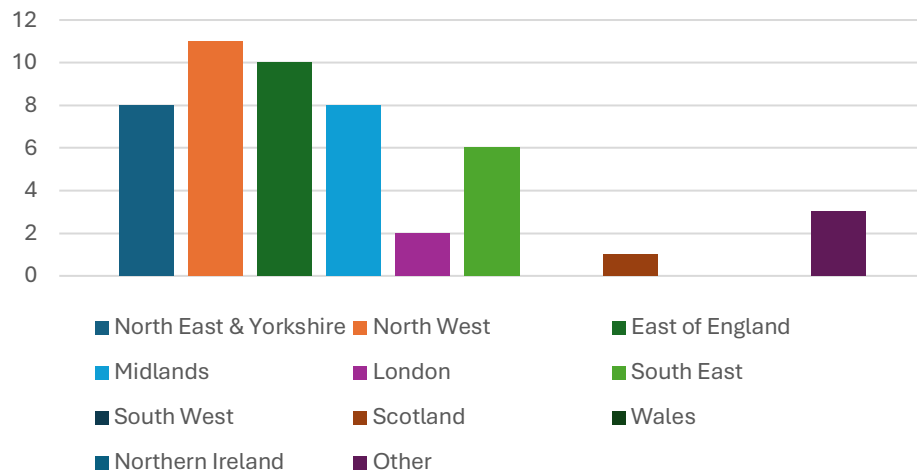 12
10
8
6
4
2
0
North East & Yorkshire North West East of England
Midlands London South East
South West Scotland Wales
Northern Ireland Other